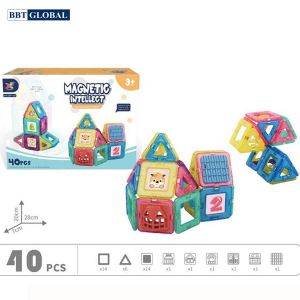 BBT GLOBAL
MAGNETIC
INTELLECT
3+
40PCS
2
2
20cm
28cm
7cm
40 PCS
x14
x6
x14
x1
x1
x1
x1
x1